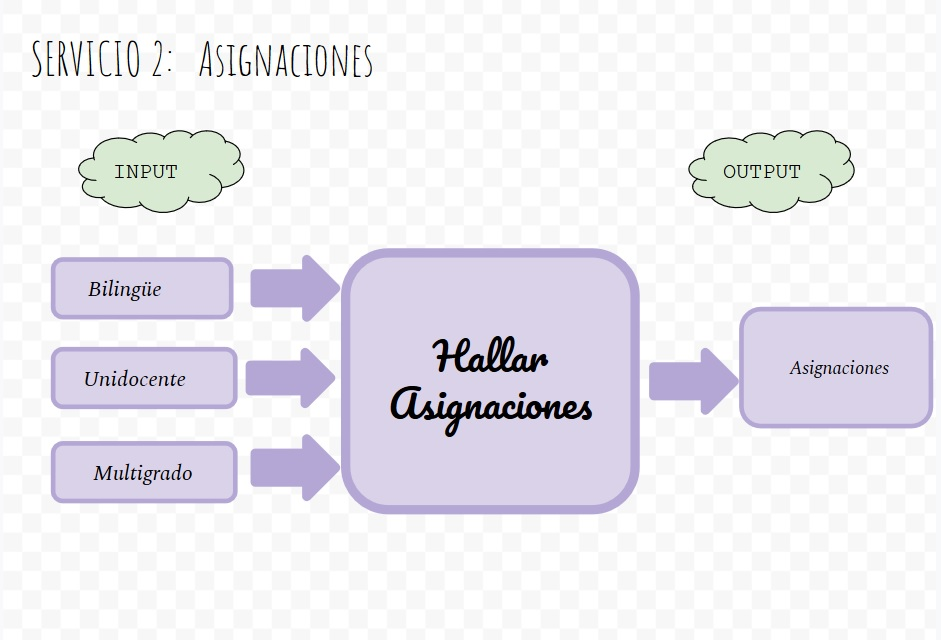 SERVICIO 2: Asignaciones
INPUT
OUTPUT
Bilingüe
Unidocente
Multigrado
Hallar
Asignaciones
Asignaciones